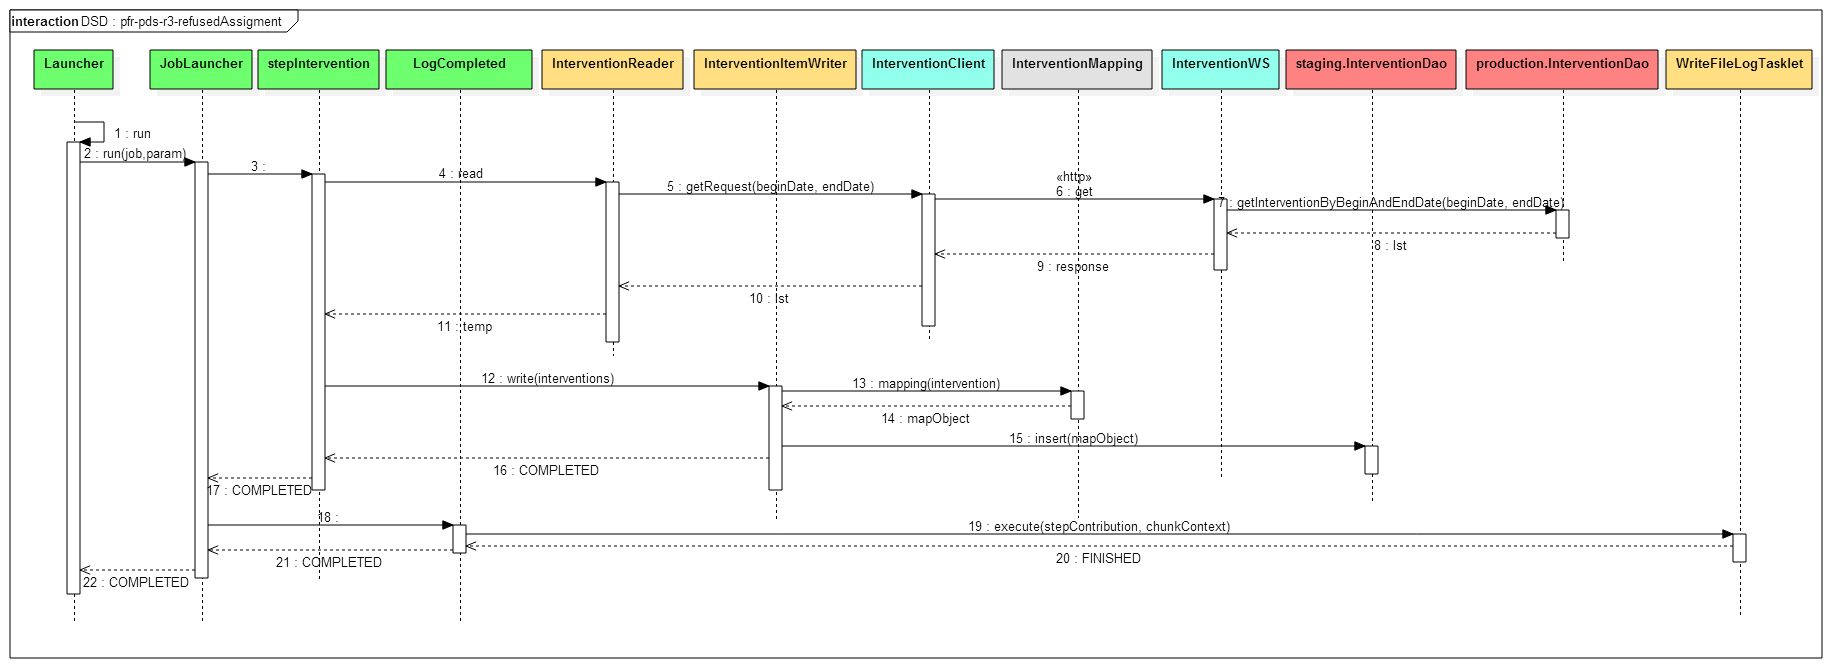 interaction DSD : pfr-pds-r3-refusedAssigment
Launcher
JobLauncher
stepIntervention
LogCompleted
InterventionReader
InterventionItemWriter
InterventionClient
InterventionMapping
InterventionWS
staging.InterventionDao
production.InterventionDao
WriteFileLogTasklet
1 : run
2 : run(job,param)
3 :
4 : read
5 : getRequest(beginDate, endDate)
«http»
6 : get
7 : getInterventionByBeginAndEndDate(beginDate, endDate)
8 : lst
9 : response
10 : lst
11 : temp
12 : write(interventions)
13 : mapping(intervention)
14 : mapObject
15 : insert(mapObject)
16 : COMPLETED
17 : COMPLETED
18 :
19 : execute(stepContribution, chunkContext)
20 : FINISHED
21 : COMPLETED
22 : COMPLETED